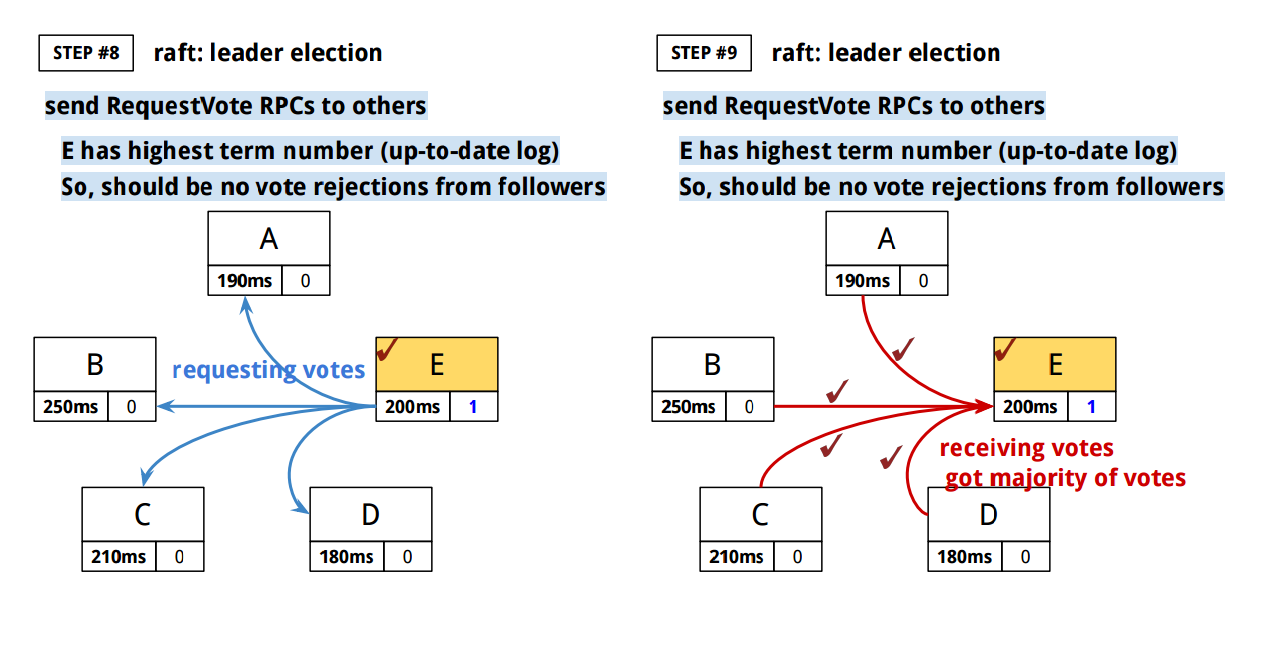 STEP #8 raft: leader election
send RequestVote RPCs to others
E has highest term number (up-to-date log)
So, should be no vote rejections from followers
A
190ms 0
requesting votes
B
250ms 0
E
200ms 1
C
210ms 0
D
180ms 0
STEP #9 raft: leader election
send RequestVote RPCs to others
E has highest term number (up-to-date log)
So, should be no vote rejections from followers
A
190ms 0
B
250ms 0
E
200ms 1
receiving votes
got majority of votes
C
210ms 0
D
180ms 0